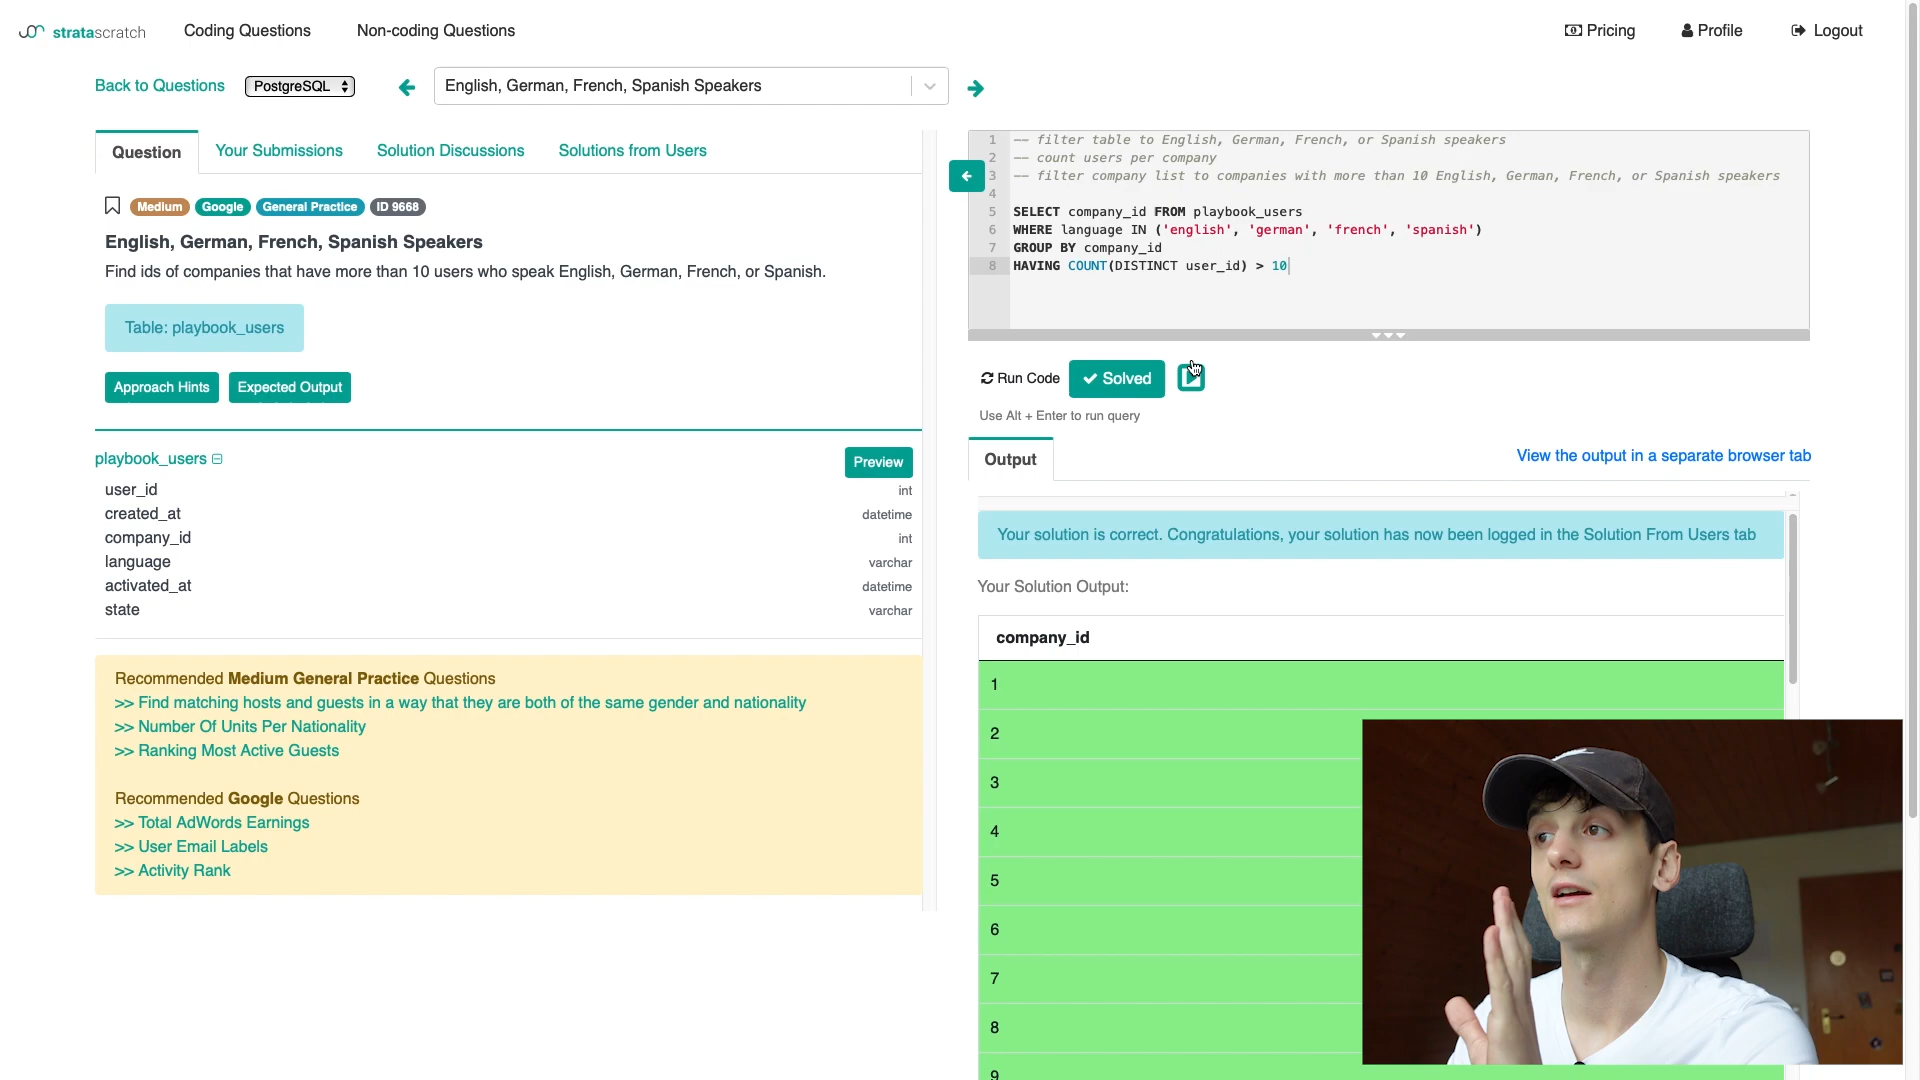 stratascratch
Coding Questions
Non-coding Questions
Pricing
Profile
Logout
Back to Questions
PostgreSQL
English, German, French, Spanish Speakers
Question
Your Submissions
Solution Discussions
Solutions from Users
Medium
Google
General Practice
ID 9668
English, German, French, Spanish Speakers
Find ids of companies that have more than 10 users who speak English, German, French, or Spanish.
Table: playbook_users
Approach Hints
Expected Output
playbook_users
Preview
user_id int
created_at datetime
company_id int
language varchar
activated_at datetime
state varchar
Recommended Medium General Practice Questions
>> Find matching hosts and guests in a way that they are both of the same gender and nationality
>> Number Of Units Per Nationality
>> Ranking Most Active Guests
Recommended Google Questions
>> Total AdWords Earnings
>> User Email Labels
>> Activity Rank
1 -- filter table to English, German, French, or Spanish speakers
2 -- count users per company
3 -- filter company list to companies with more than 10 English, German, French, or Spanish speakers
4
5 SELECT company_id FROM playbook_users
6 WHERE language IN ('english', 'german', 'french', 'spanish')
7 GROUP BY company_id
8 HAVING COUNT(DISTINCT user_id) > 10
Run Code
Solved
Use Alt + Enter to run query
Output
View the output in a separate browser tab
Your solution is correct. Congratulations, your solution has now been logged in the Solution From Users tab
Your Solution Output:
company_id
1
2
3
4
5
6
7
8
9